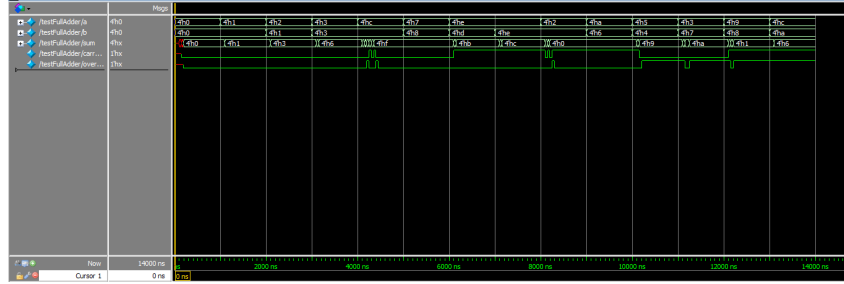 Msgs
/testFullAdder/a 4'h0 4'h0 4'h1 4'h2 4'h3 4'hc 4'h7 4'he 4'h2 4'ha 4'h5 4'h3 4'h9 4'hc
/testFullAdder/b 4'h0 4'h0 4'h1 4'h3 4'h8 4'hd 4'he 4'h6 4'h4 4'h7 4'h8 4'ha
/testFullAdder/sum 4'hx 4'h0 4'h1 4'h3 4'h6 4'hf 4'hb 4'hc 4'h0 4'h9 4'ha 4'h1 4'h6
/testFullAdder/carr... 1'hx
/testFullAdder/over... 1'hx
Now 14000 ns ns 2000 ns 4000 ns 6000 ns 8000 ns 10000 ns 12000 ns 14000 ns
Cursor 1 0 ns 0 ns